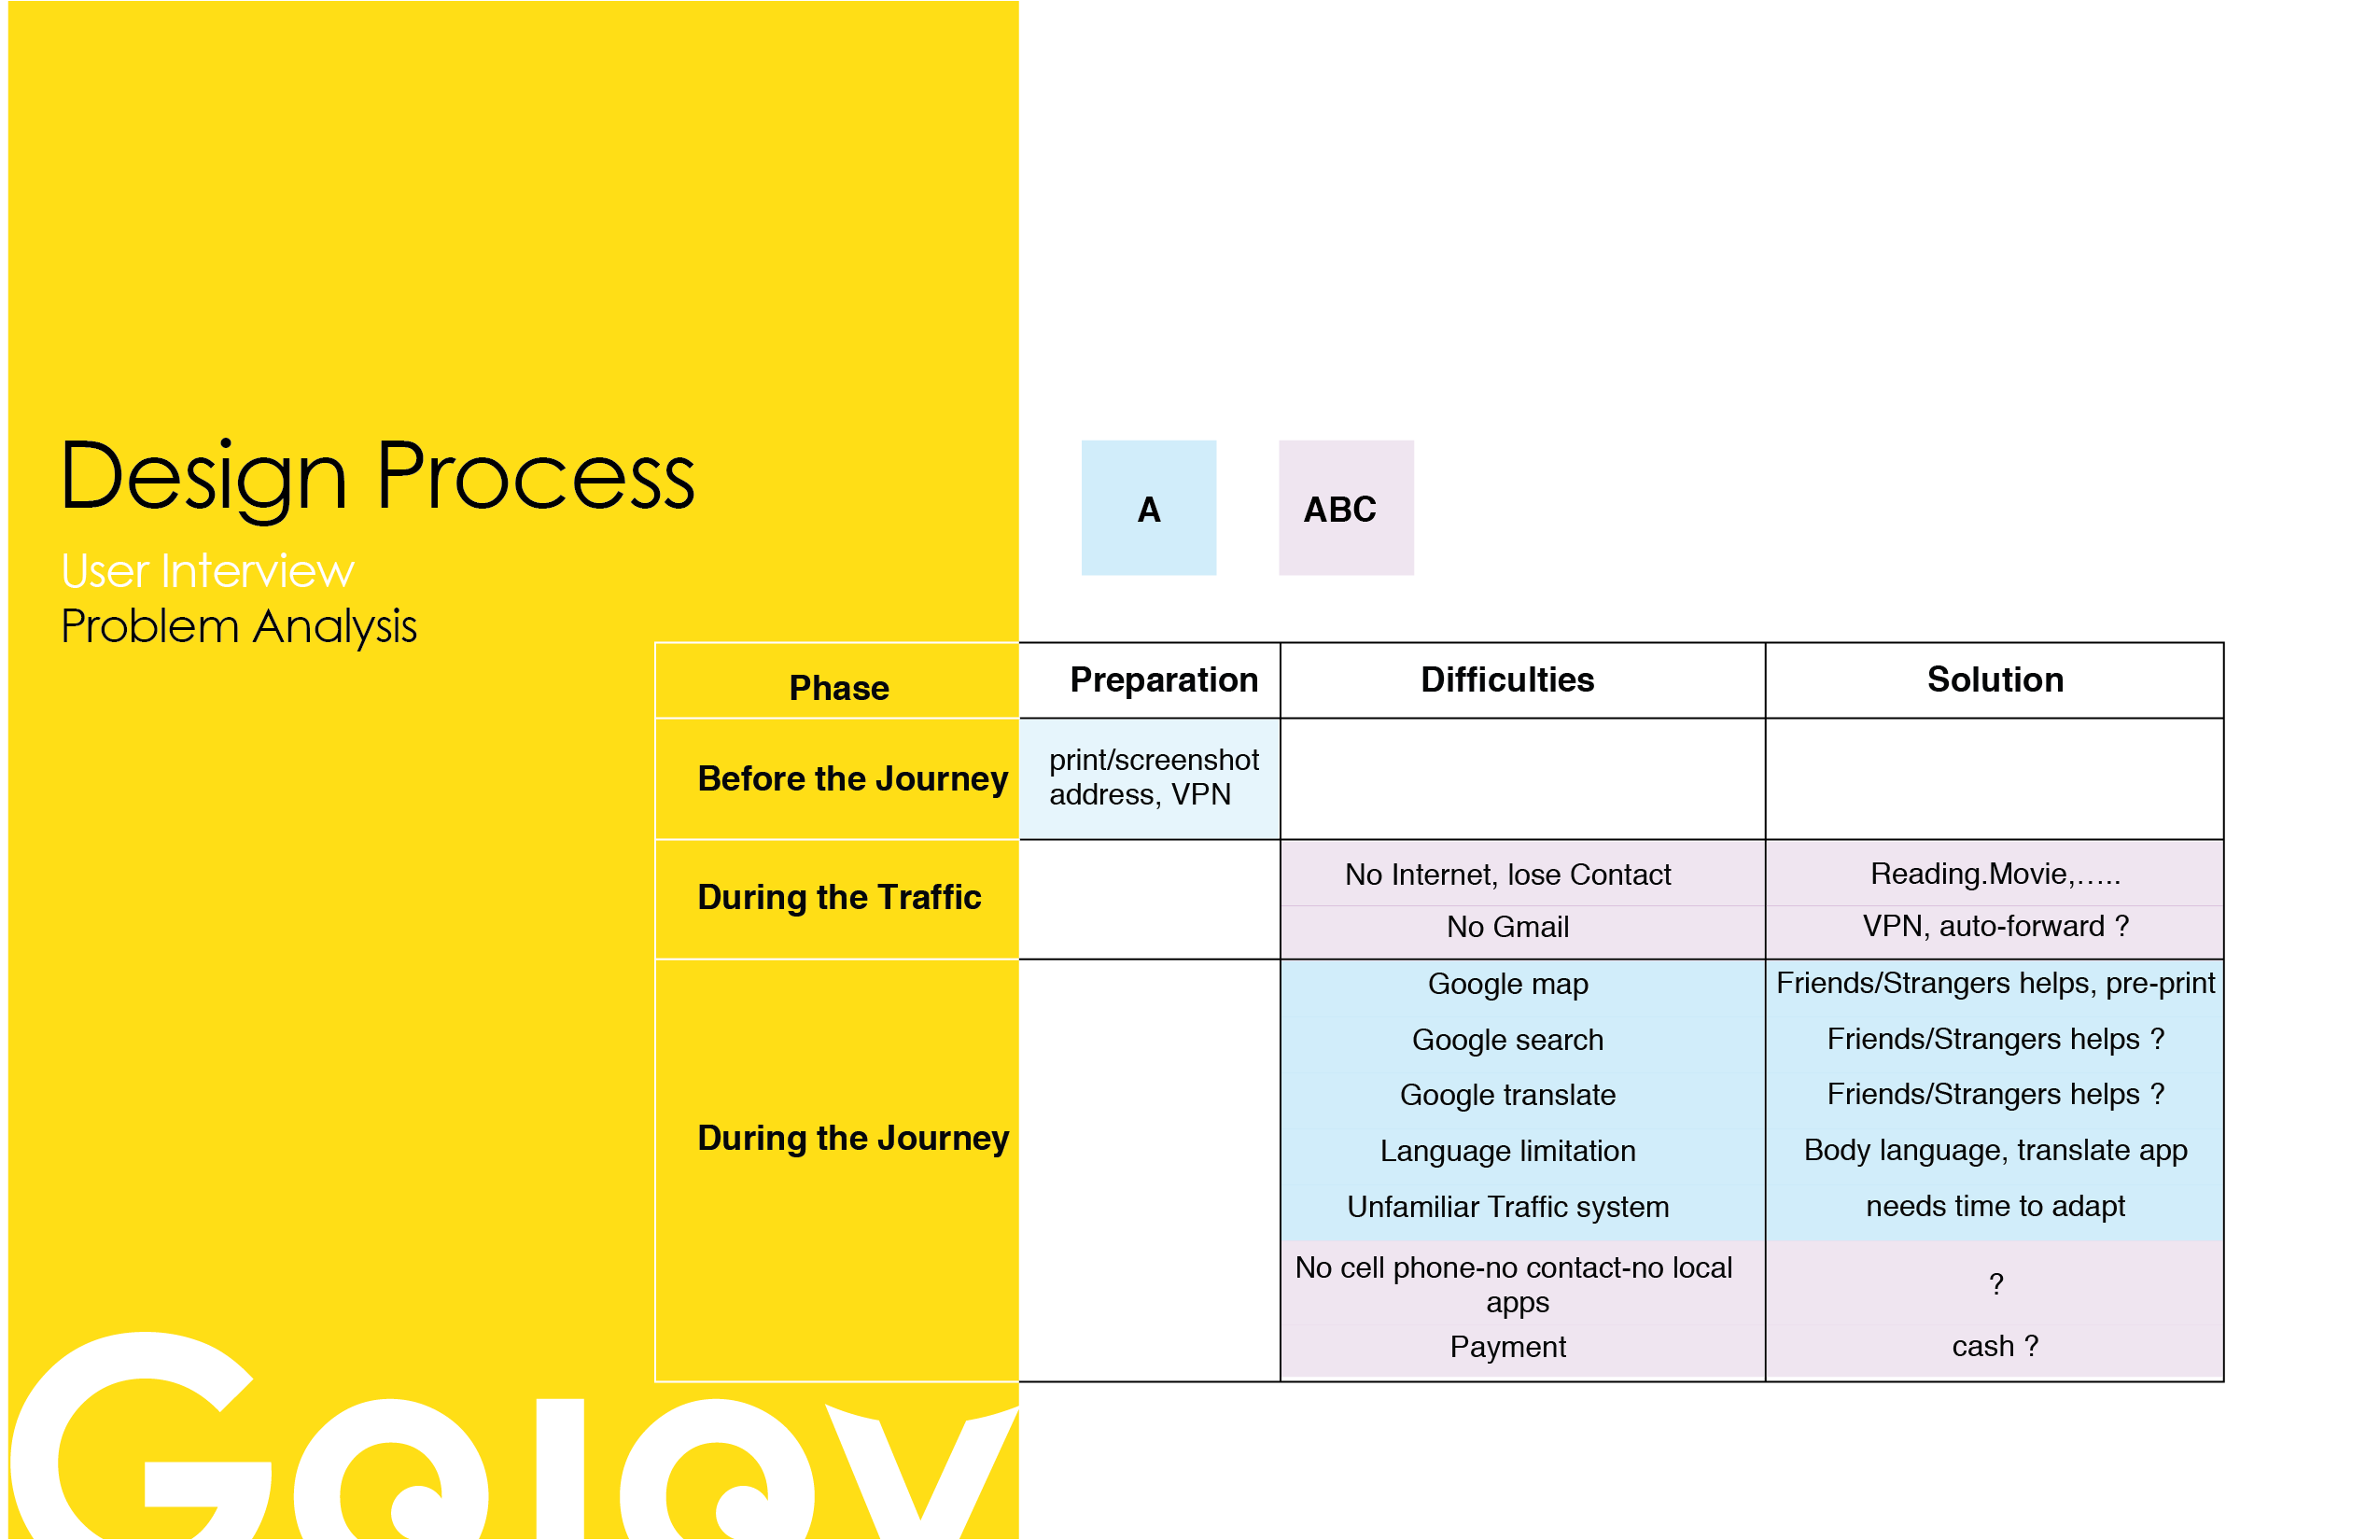 Design Process
User Interview
Problem Analysis
A
ABC
Phase
Preparation
Difficulties
Solution
Before the Journey
print/screenshot
address, VPN
During the Traffic
No Internet, lose Contact
Reading.Movie,.....
No Gmail
VPN, auto-forward ?
During the Journey
Google map
Friends/Strangers helps, pre-print
Google search
Friends/Strangers helps ?
Google translate
Friends/Strangers helps ?
Language limitation
Body language, translate app
Unfamiliar Traffic system
needs time to adapt
No cell phone-no contact-no local
apps
?
Payment
cash ?